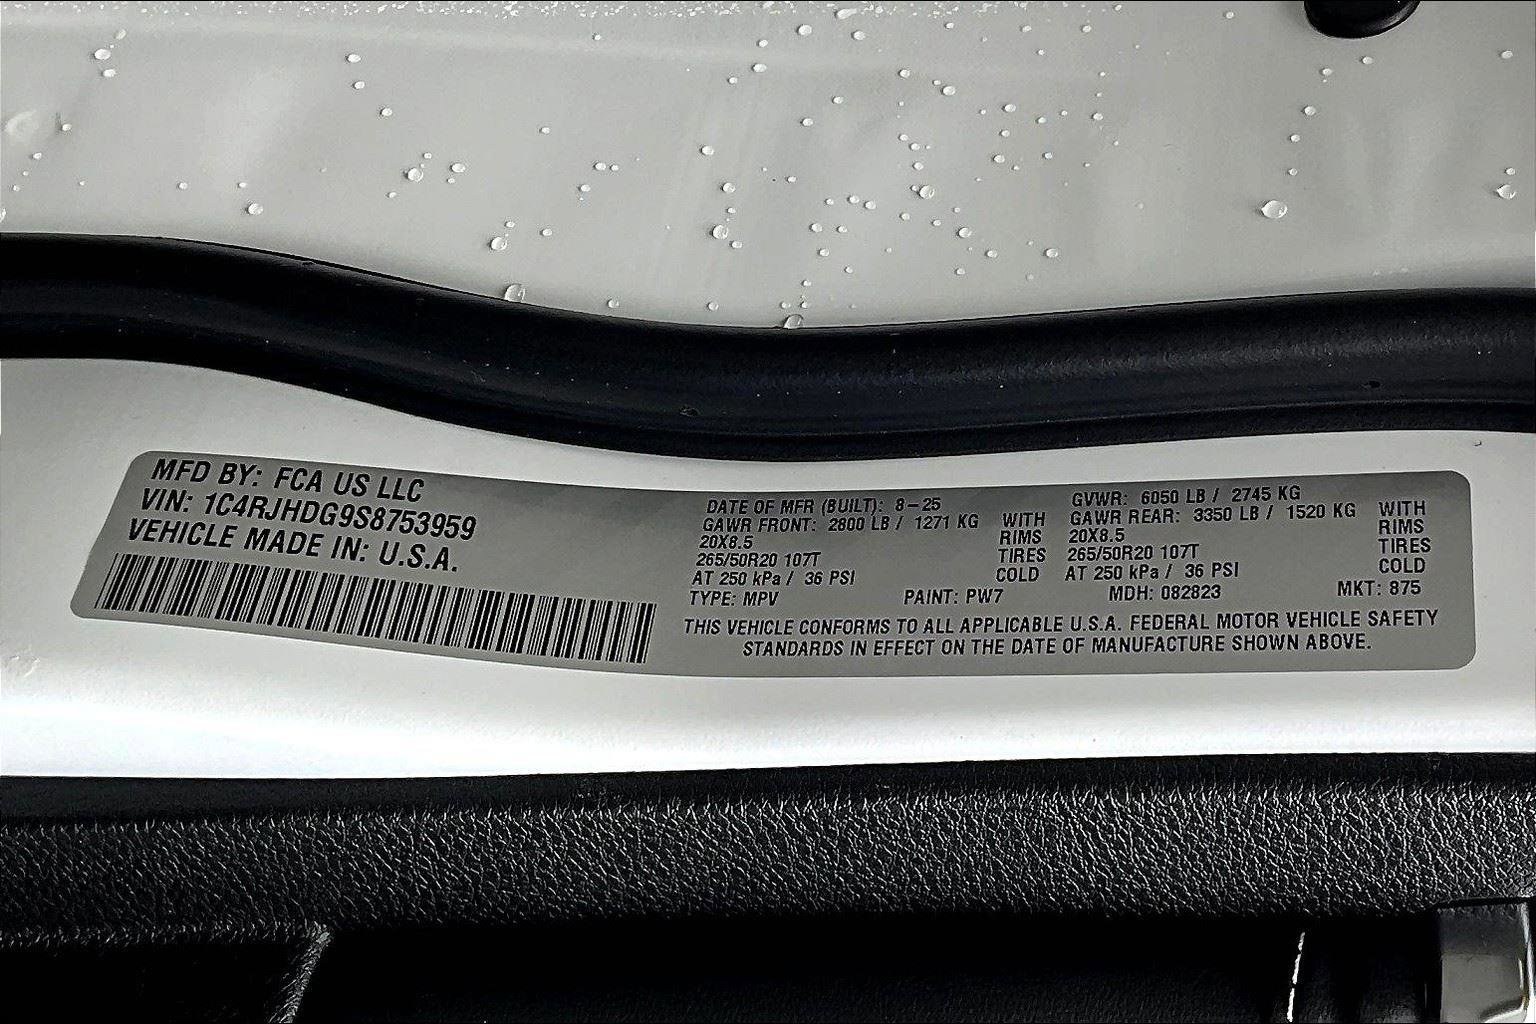 MFD BY: FCA US LLC
VIN: 1C4RJHDG9S8753959
VEHICLE MADE IN: U.S.A.
DATE OF MFR (BUILT): 8-25
GAWR FRONT: 2800 LB / 1271 KG WITH
20X8.5 RIMS
265/50R20 107T TIRES
AT 250 kPa / 36 PSI COLD
GVWR: 6050 LB / 2745 KG
GAWR REAR: 3350 LB / 1520 KG WITH
20X8.5 RIMS
265/50R20 107T TIRES
AT 250 kPa / 36 PSI COLD
TYPE: MPV PAINT: PW7 MDH: 082823 MKT: 875
THIS VEHICLE CONFORMS TO ALL APPLICABLE U.S.A. FEDERAL MOTOR VEHICLE SAFETY
STANDARDS IN EFFECT ON THE DATE OF MANUFACTURE SHOWN ABOVE.